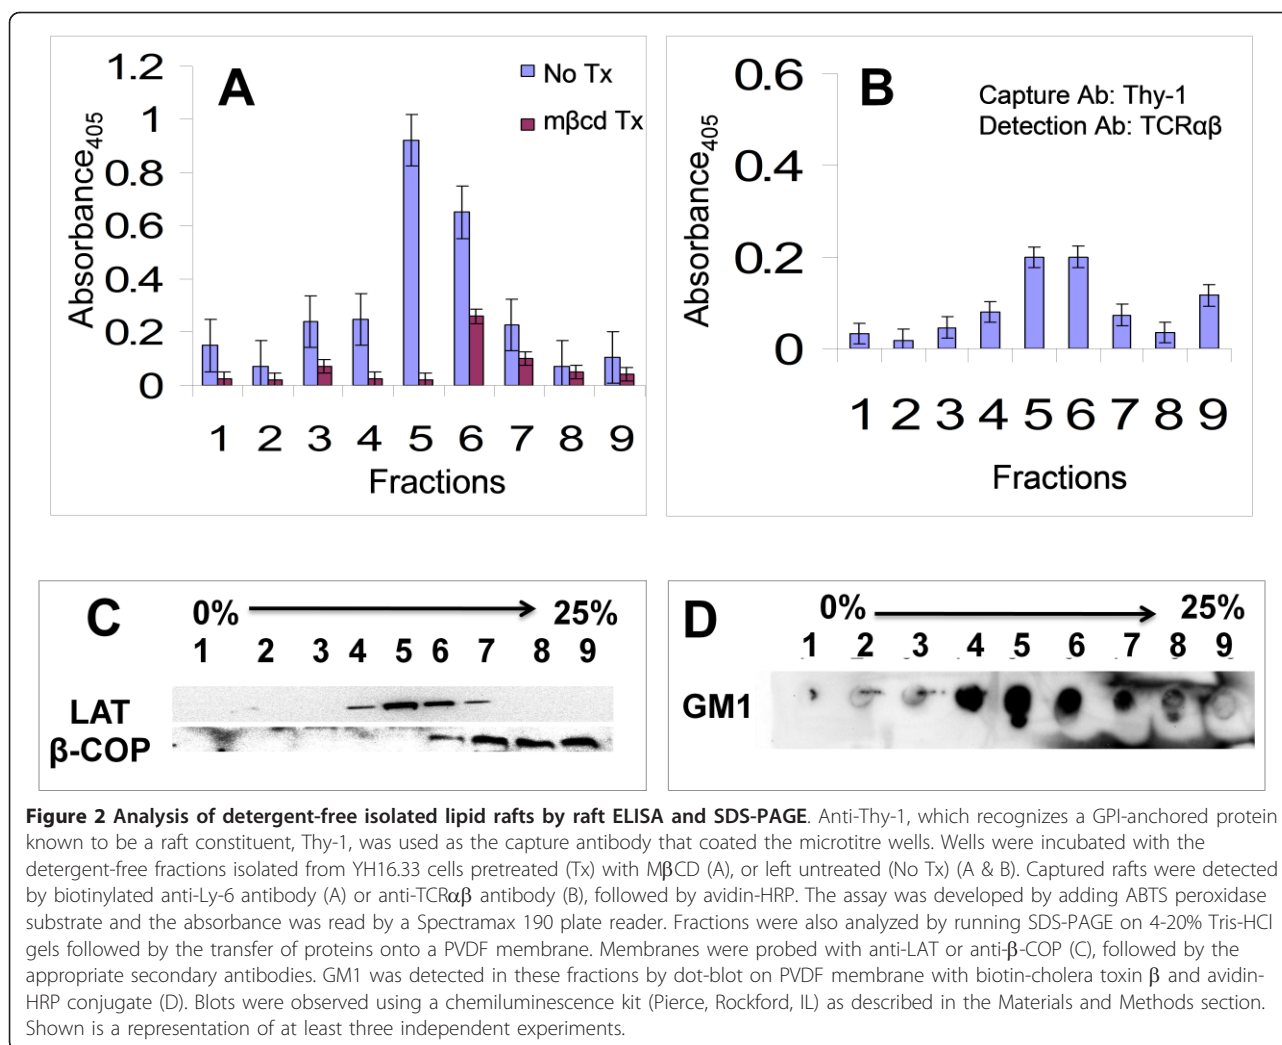 A
No Tx
mβcd Tx
1.2
1
0.8
0.6
0.4
0.2
0
Absorbance405
1 2 3 4 5 6 7 8 9
Fractions
B
Capture Ab: Thy-1
Detection Ab: TCRαβ
0.6
0.4
0.2
0
Absorbance405
1 2 3 4 5 6 7 8 9
Fractions
C
0% 25%
1 2 3 4 5 6 7 8 9
LAT
β-COP
D
0% 25%
1 2 3 4 5 6 7 8 9
GM1
Figure 2 Analysis of detergent-free isolated lipid rafts by raft ELISA and SDS-PAGE. Anti-Thy-1, which recognizes a GPI-anchored protein
known to be a raft constituent, Thy-1, was used as the capture antibody that coated the microtitre wells. Wells were incubated with the
detergent-free fractions isolated from YH16.33 cells pretreated (Tx) with MβCD (A), or left untreated (No Tx) (A & B). Captured rafts were detected
by biotinylated anti-Ly-6 antibody (A) or anti-TCRαβ antibody (B), followed by avidin-HRP. The assay was developed by adding ABTS peroxidase
substrate and the absorbance was read by a Spectramax 190 plate reader. Fractions were also analyzed by running SDS-PAGE on 4-20% Tris-HCl
gels followed by the transfer of proteins onto a PVDF membrane. Membranes were probed with anti-LAT or anti-β-COP (C), followed by the
appropriate secondary antibodies. GM1 was detected in these fractions by dot-blot on PVDF membrane with biotin-cholera toxin β and avidin-
HRP conjugate (D). Blots were observed using a chemiluminescence kit (Pierce, Rockford, IL) as described in the Materials and Methods section.
Shown is a representation of at least three independent experiments.